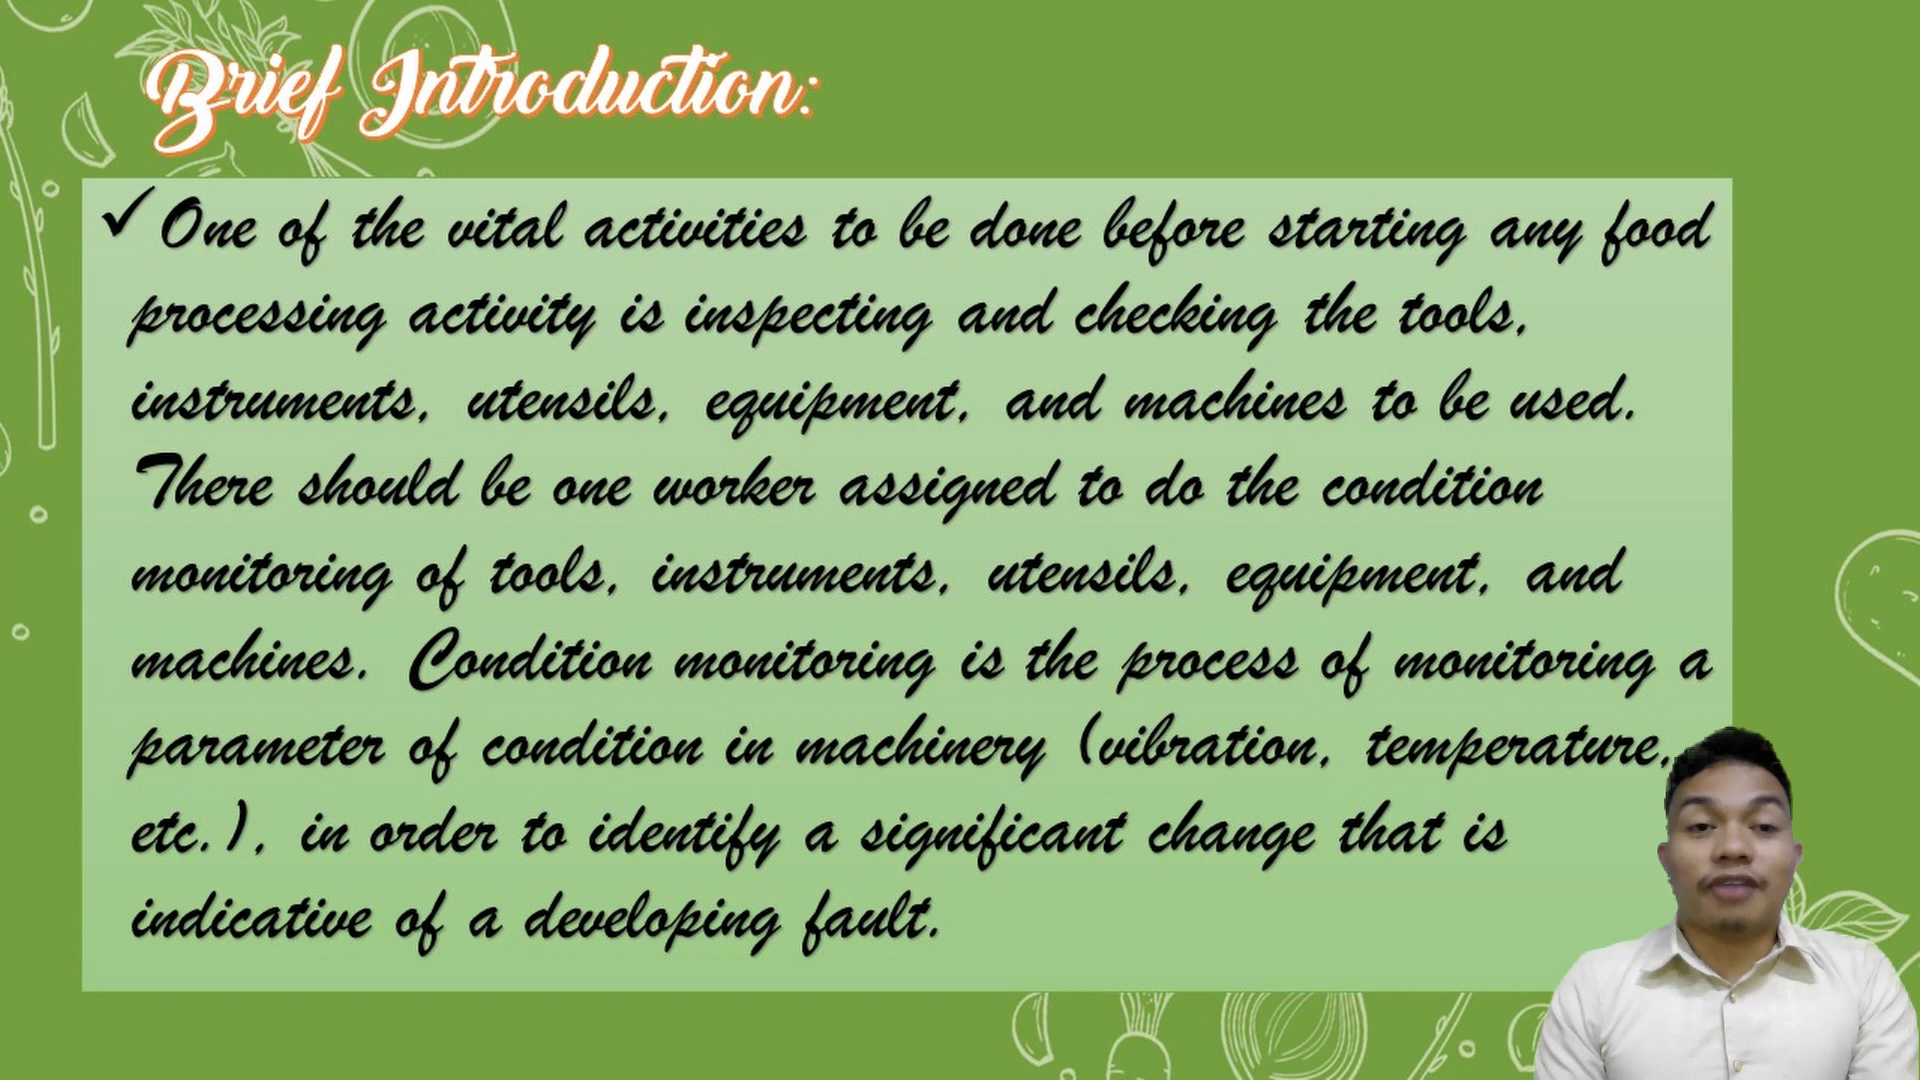 Brief Introduction:
✓One of the vital activities to be done before starting any food
processing activity is inspecting and checking the tools,
instruments, utensils, equipment, and machines to be used.
There should be one worker assigned to do the condition
monitoring of tools, instruments, utensils, equipment, and
machines. Condition monitoring is the process of monitoring a
parameter of condition in machinery (vibration, temperature,
etc.), in order to identify a significant change that is
indicative of a developing fault.